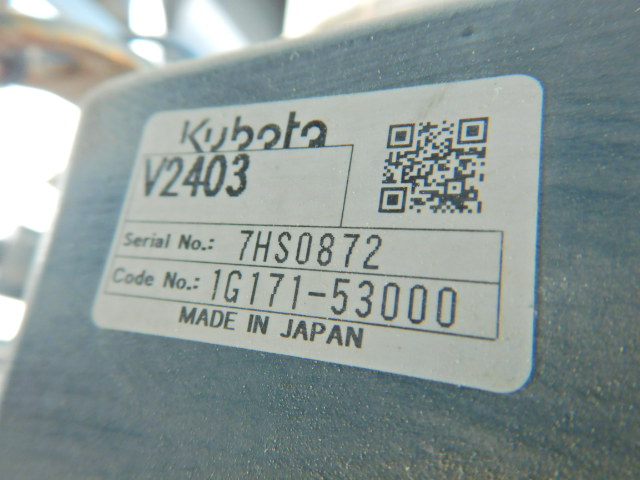 Kubota
V2403
Serial No.: 7HS0872
Code No.: 1G171-53000
MADE IN JAPAN